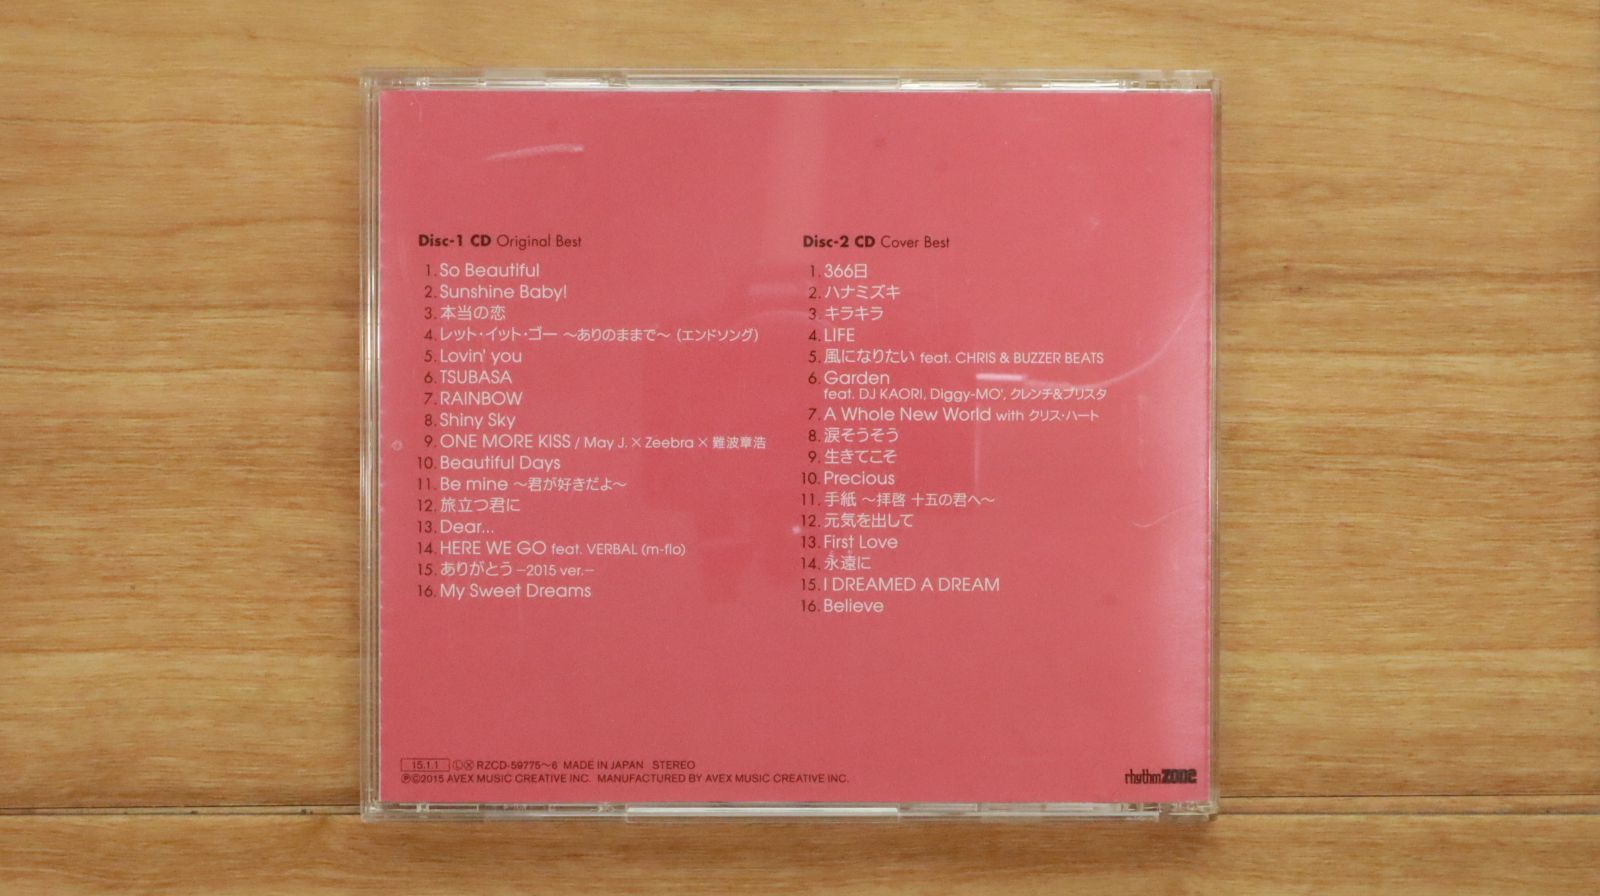 Disc-1 CD Original Best
1. So Beautiful
2. Sunshine Baby!
3. 本当の恋
4. レット・イット・ゴー ～ありのままで～ (エンドソング)
5. Lovin' you
6. TSUBASA
7. RAINBOW
8. Shiny Sky
9. ONE MORE KISS / May J. × Zeebra × 難波章浩
10. Beautiful Days
11. Be mine ～君が好きだよ～
12. 旅立つ君に
13. Dear...
14. HERE WE GO feat. VERBAL (m-flo)
15. ありがとう –2015 ver.–
16. My Sweet Dreams
Disc-2 CD Cover Best
1. 366日
2. ハナミズキ
3. キラキラ
4. LIFE
5. 風になりたい feat. CHRIS & BUZZER BEATS
6. Garden
feat. DJ KAORI, Diggy-MO', クレンチ&ブリスタ
7. A Whole New World with クリス・ハート
8. 涙そうそう
9. 生きてこそ
10. Precious
11. 手紙 ～拝啓 十五の君へ～
12. 元気を出して
13. First Love
14. 永遠に
15. I DREAMED A DREAM
16. Believe
15.1.1 ⓁⓍ RZCD-59775～6 MADE IN JAPAN STEREO
Ⓟ©2015 AVEX MUSIC CREATIVE INC. MANUFACTURED BY AVEX MUSIC CREATIVE INC.
rhythm ZONE